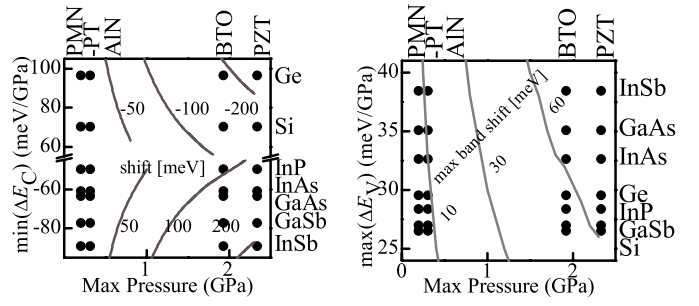 PMN
-PT
AlN
BTO
PZT
min(ΔEC) (meV/GPa)
100
80
60
-60
-80
-50
-100
-200
shift [meV]
50
100
200
Ge
Si
InP
InAs
GaAs
GaSb
InSb
1
2
Max Pressure (GPa)
PMN
-PT
AlN
BTO
PZT
max(ΔEV) (meV/GPa)
40
35
30
25
max band shift [meV]
10
30
60
InSb
GaAs
InAs
Ge
InP
GaSb
Si
0
1
2
Max Pressure (GPa)